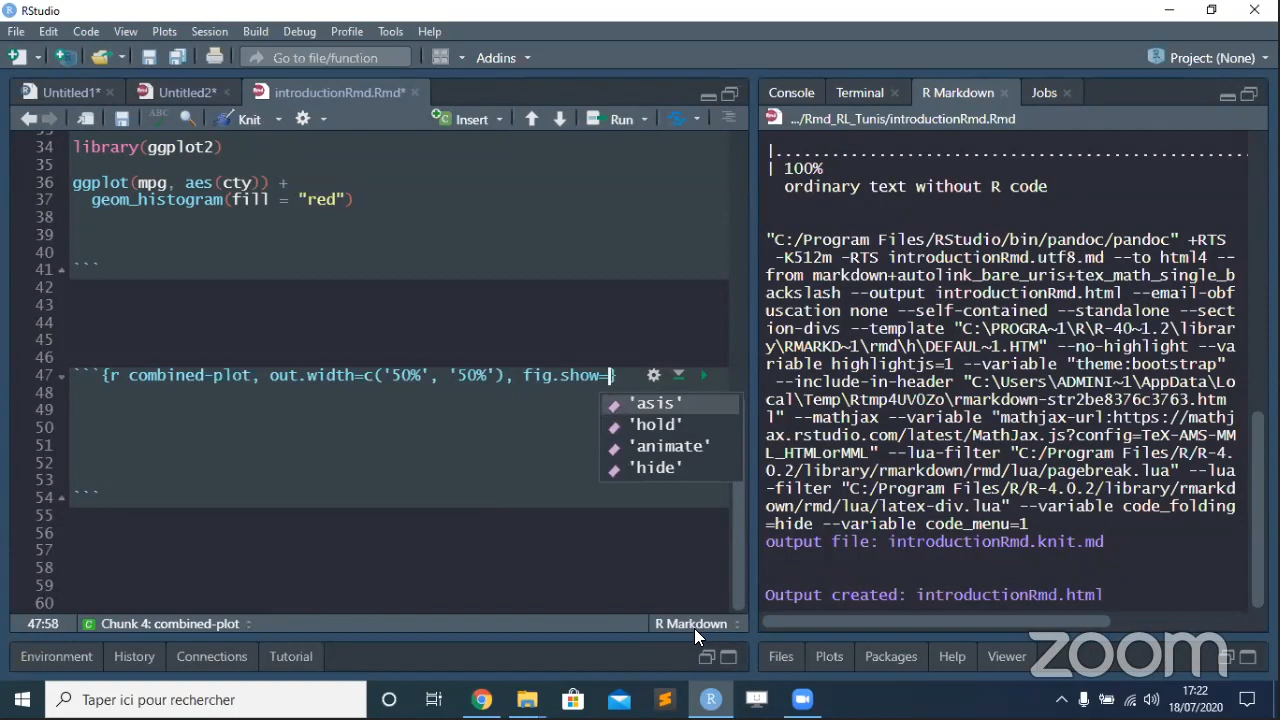 RStudio
File Edit Code View Plots Session Build Debug Profile Tools Help
Go to file/function
Addins
Project: (None)
Untitled1*
Untitled2*
introductionRmd.Rmd*
ABC
Knit
Insert
Run
33
34 library(ggplot2)
35
36 ggplot(mpg, aes(cty)) +
37 geom_histogram(fill = "red")
38
39
40
41 ```
42
43
44
45
46
47 ```{r combined-plot, out.width=c('50%', '50%'), fig.show=}
48
49
50
51
52
53
54 ```
55
56
57
58
59
60
'asis'
'hold'
'animate'
'hide'
47:58
Chunk 4: combined-plot
R Markdown
Environment History Connections Tutorial
Console Terminal R Markdown Jobs
.../Rmd_RL_Tunis/introductionRmd.Rmd
|.............................................
| 100%
ordinary text without R code
"C:/Program Files/RStudio/bin/pandoc/pandoc" +RTS
-K512m -RTS introductionRmd.utf8.md --to html4 --
from markdown+autolink_bare_uris+tex_math_single_b
ackslash --output introductionRmd.html --email-obf
uscation none --self-contained --standalone --sect
ion-divs --template "C:\PROGRA~1\R\R-40~1.2\librar
y\RMARKD~1\rmd\h\DEFAUL~1.HTM" --no-highlight --va
riable highlightjs=1 --variable "theme:bootstrap"
--include-in-header "C:\Users\ADMINI~1\AppData\Lo
cal\Temp\Rtmp4UV0Zo\rmarkdown-str2be8376c3763.html
" --mathjax --variable "mathjax-url:https://mathj
ax.rstudio.com/latest/MathJax.js?config=TeX-AMS-MM
L_HTMLorMML" --lua-filter "C:/Program Files/R/R-4.
0.2/library/rmarkdown/rmd/lua/pagebreak.lua" --lua
-filter "C:/Program Files/R/R-4.0.2/library/rmarkd
own/rmd/lua/latex-div.lua" --variable code_folding
=hide --variable code_menu=1
output file: introductionRmd.knit.md
Output created: introductionRmd.html
Files Plots Packages Help Viewer
zoom
Taper ici pour rechercher
17:22
18/07/2020